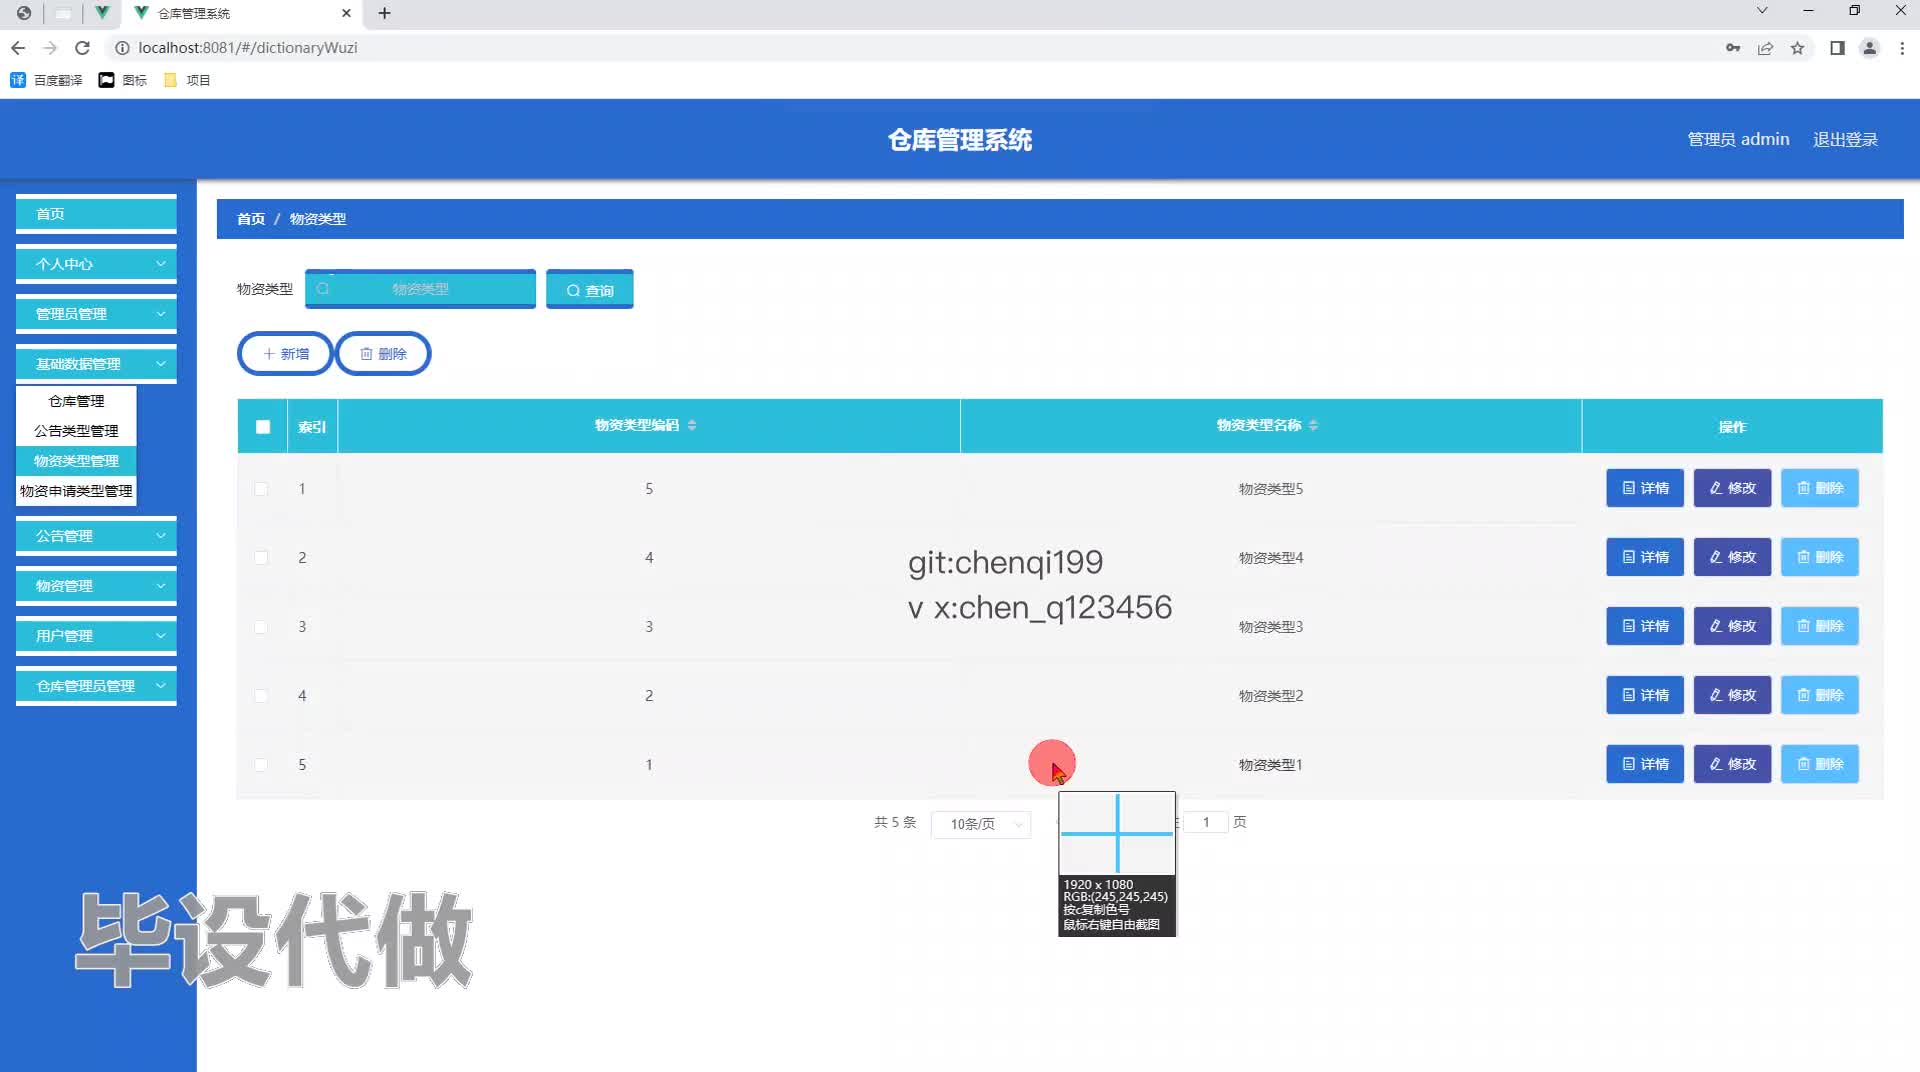 仓库管理系统
localhost:8081/#/dictionaryWuzi
百度翻译
图标
项目
仓库管理系统
管理员 admin
退出登录
首页
个人中心
管理员管理
基础数据管理
仓库管理
公告类型管理
物资类型管理
物资申请类型管理
公告管理
物资管理
用户管理
仓库管理员管理
首页 / 物资类型
物资类型
物资类型
查询
新增
删除
索引
物资类型编码
物资类型名称
操作
1
5
物资类型5
详情
修改
删除
2
4
物资类型4
详情
修改
删除
3
3
物资类型3
详情
修改
删除
4
2
物资类型2
详情
修改
删除
5
1
物资类型1
详情
修改
删除
git:chenqi199
v x:chen_q123456
共 5 条
10条/页
1
页
1920 x 1080
RGB:(245,245,245)
按c复制色号
鼠标右键自由截图
毕设代做